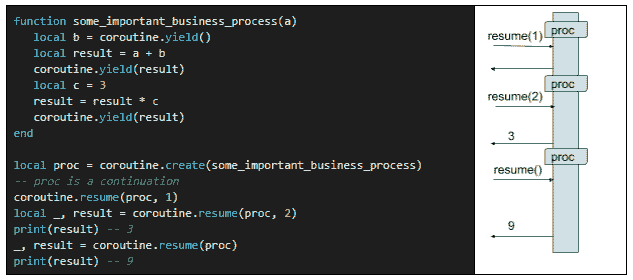 function some_important_business_process(a)
   local b = coroutine.yield()
   local result = a + b
   coroutine.yield(result)
   local c = 3
   result = result * c
   coroutine.yield(result)
end

local proc = coroutine.create(some_important_business_process)
-- proc is a continuation
coroutine.resume(proc, 1)
local _, result = coroutine.resume(proc, 2)
print(result) -- 3
_, result = coroutine.resume(proc)
print(result) -- 9
proc
resume(1)
proc
resume(2)
3
proc
resume()
9